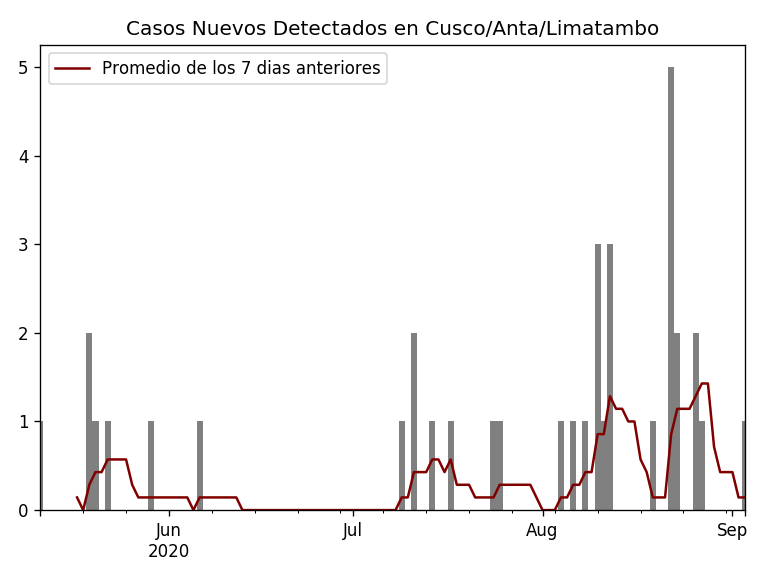 Casos Nuevos Detectados en Cusco/Anta/Limatambo
Promedio de los 7 dias anteriores
5
4
3
2
1
0
Jun
2020
Jul
Aug
Sep